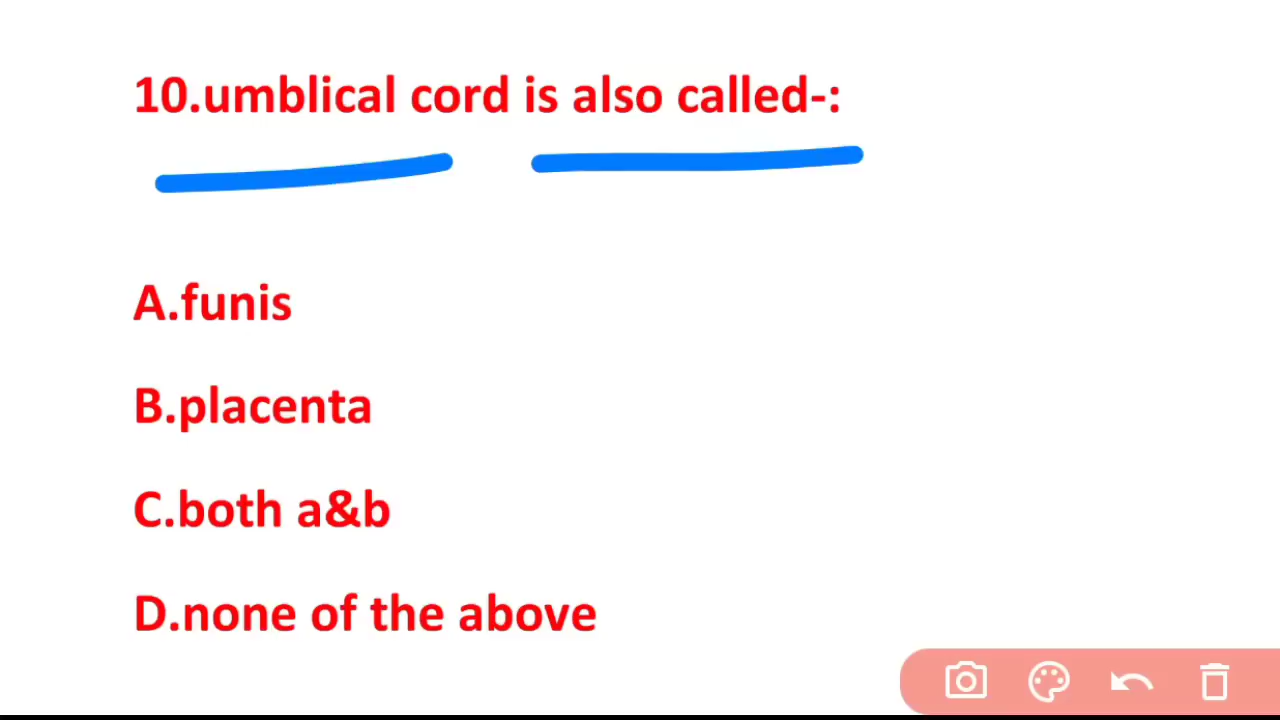 10.umblical cord is also called-:
A.funis
B.placenta
C.both a&b
D.none of the above